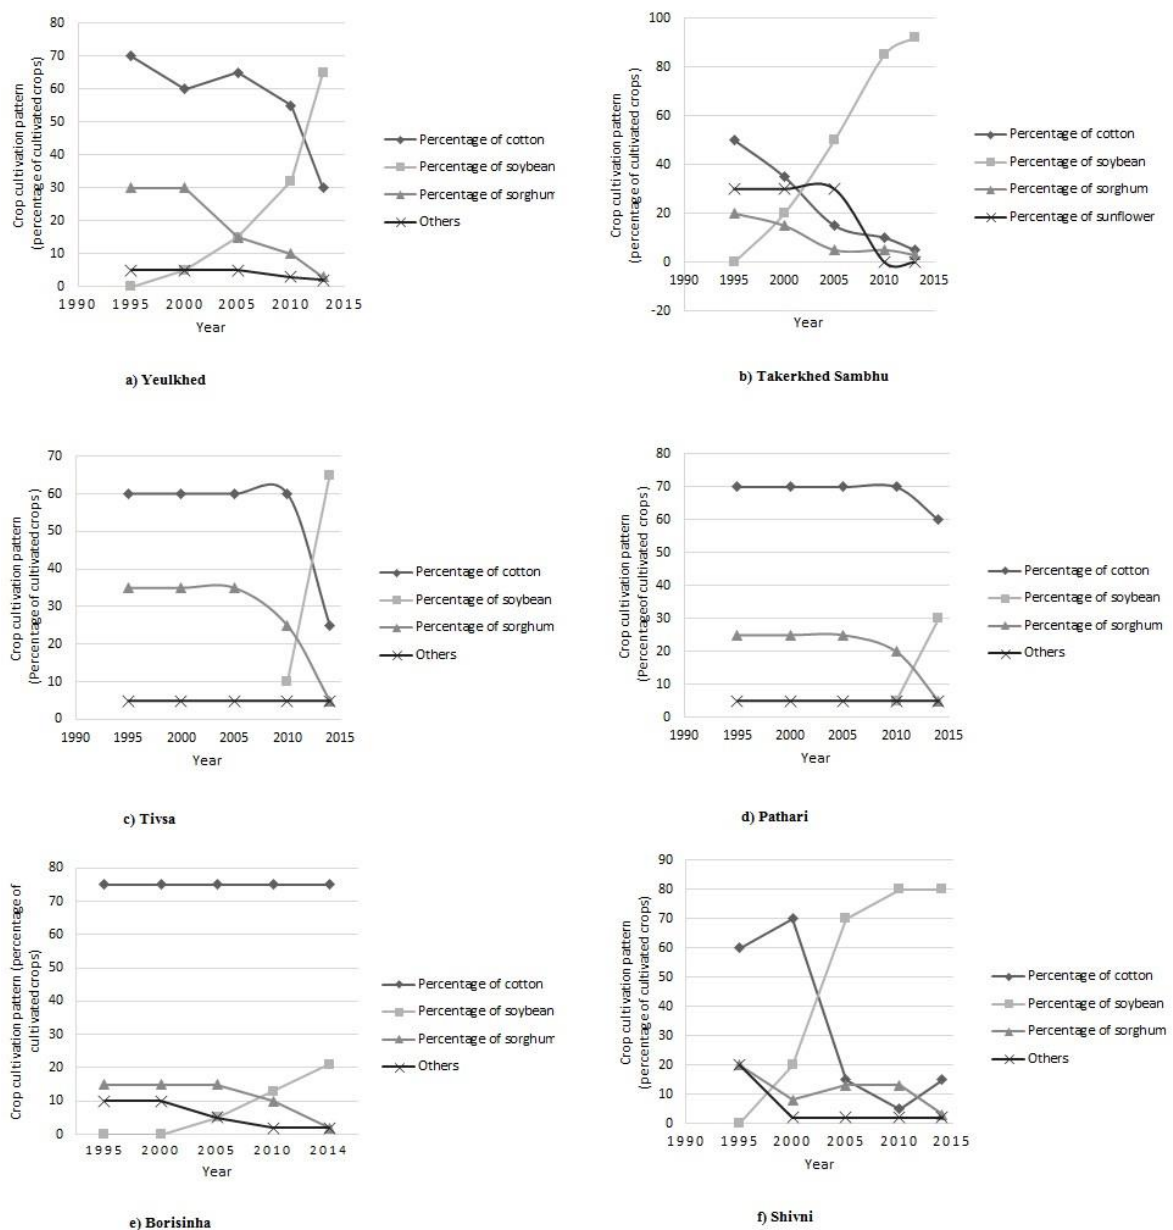 80
70
60
50
40
30
20
10
0
Crop cultivation pattern
(percentage of cultivated crops)
1990 1995 2000 2005 2010 2015
Year
Percentage of cotton
Percentage of soybean
Percentage of sorghum
Others
a) Yeulkhed
100
80
60
40
20
0
-20
Crop cultivation pattern
(percentage of cultivated crops)
1990 1995 2000 2005 2010 2015
Year
Percentage of cotton
Percentage of soybean
Percentage of sorghum
Percentage of sunflower
b) Takerkhed Sambhu
70
60
50
40
30
20
10
0
Crop cultivation pattern
(Percentage of cultivated crops)
1990 1995 2000 2005 2010 2015
Year
Percentage of cotton
Percentage of soybean
Percentage of sorghum
Others
c) Tivsa
80
70
60
50
40
30
20
10
0
Crop cultivation pattern
(Percentage of cultivated crops)
1990 1995 2000 2005 2010 2015
Year
Percentage of cotton
Percentage of soybean
Percentage of sorghum
Others
d) Pathari
80
70
60
50
40
30
20
10
0
Crop cultivation pattern (percentage of
cultivated crops)
1995 2000 2005 2010 2014
Year
Percentage of cotton
Percentage of soybean
Percentage of sorghum
Others
e) Borisinha
90
80
70
60
50
40
30
20
10
0
Crop cultivation pattern
(percentage of cultivated crops)
1990 1995 2000 2005 2010 2015
Year
Percentage of cotton
Percentage of soybean
Percentage of sorghum
Others
f) Shivni